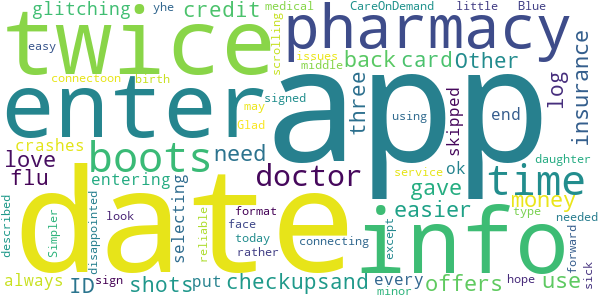 glitching yhe credit medical CareOnDemand little Blue
twice pharmacy
easy scrolling back card Other
connectoon issues middle
enter app three log insurance
birth signed may Glad using end skipped
crashes
love boots need ok
flu entering doctor time daughter
service
selecting gave money
date info easier format type needed
described Simpler disappointed look reliable face today rather connecting except forward
always ID sign shots put checkupsand every offers use sick
minor hope